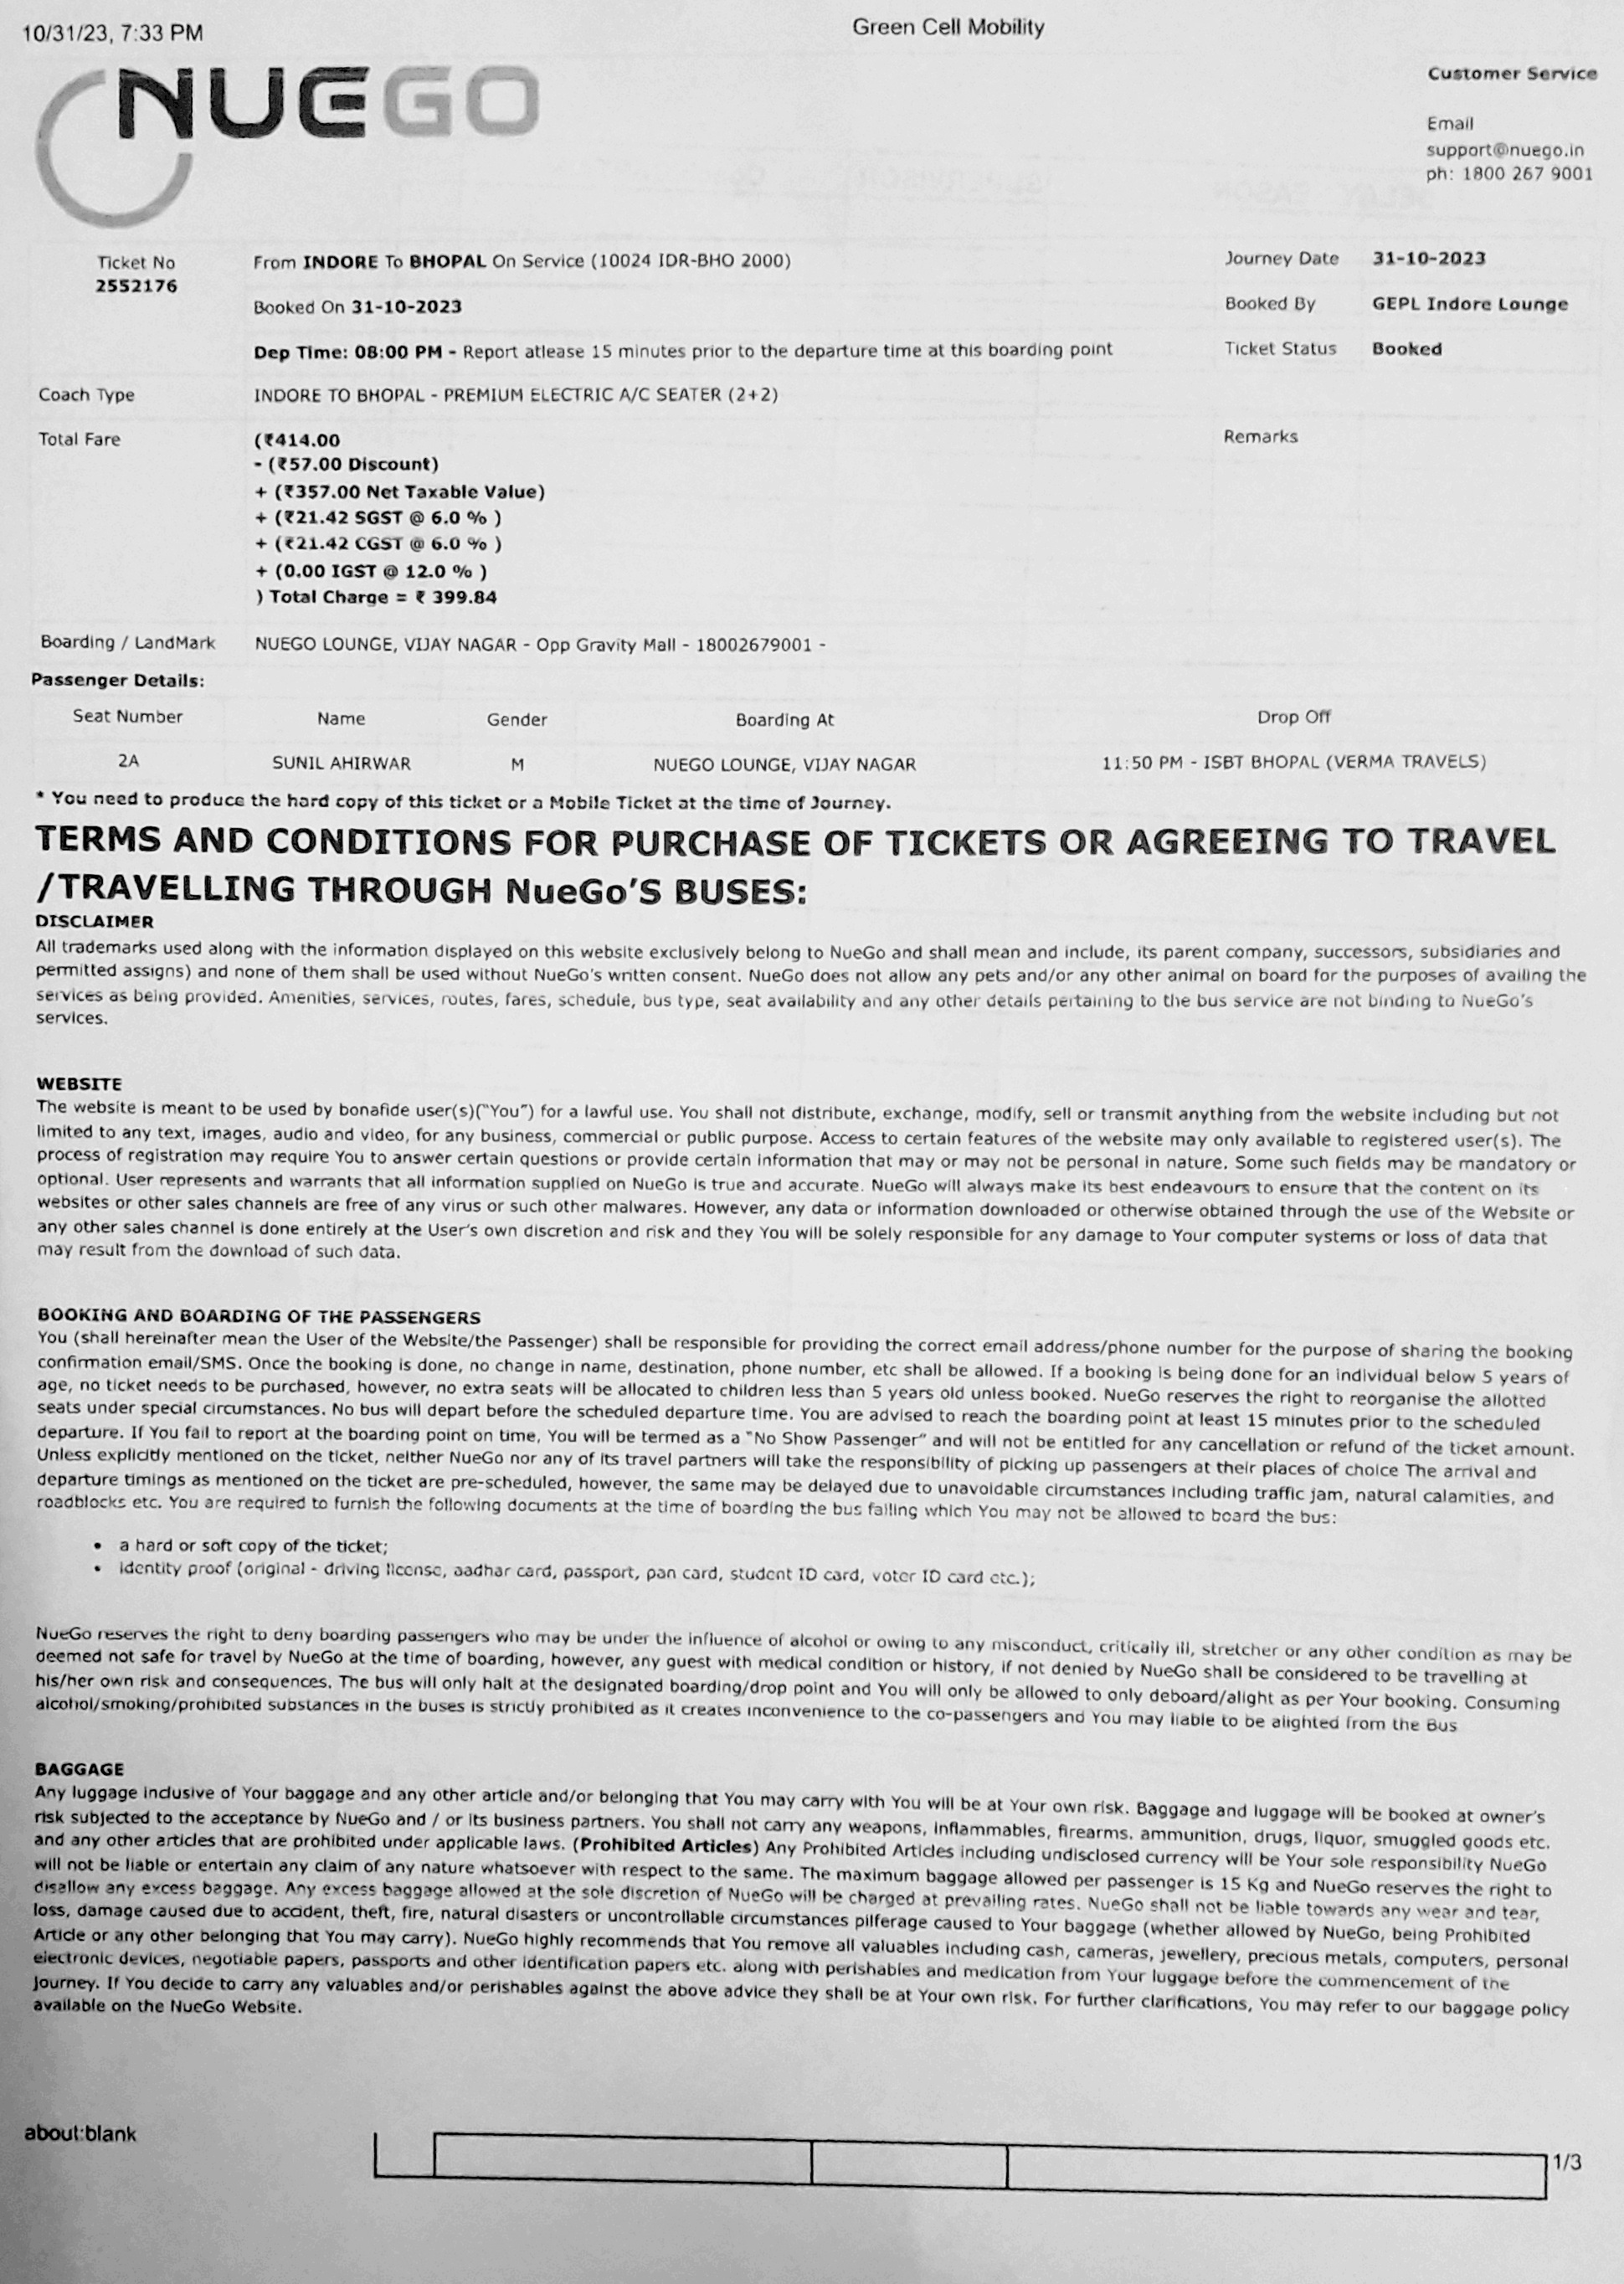 10/31/23, 7:33 PM
Green Cell Mobility
NUEGO
Customer Service
Email
support@nuego.in
ph: 1800 267 9001
Ticket No
2552176
From INDORE To BHOPAL On Service (10024 IDR-BHO 2000)
Journey Date 31-10-2023
Booked On 31-10-2023
Booked By GEPL Indore Lounge
Dep Time: 08:00 PM - Report atlease 15 minutes prior to the departure time at this boarding point
Ticket Status Booked
Coach Type INDORE TO BHOPAL - PREMIUM ELECTRIC A/C SEATER (2+2)
Total Fare (₹414.00
Remarks
- (₹57.00 Discount)
+ (₹357.00 Net Taxable Value)
+ (₹21.42 SGST @ 6.0 % )
+ (₹21.42 CGST @ 6.0 % )
+ (0.00 IGST @ 12.0 % )
) Total Charge = ₹ 399.84
Boarding / LandMark NUEGO LOUNGE, VIJAY NAGAR - Opp Gravity Mall - 18002679001 -
Passenger Details:
Seat Number Name Gender Boarding At Drop Off
2A SUNIL AHIRWAR M NUEGO LOUNGE, VIJAY NAGAR 11:50 PM - ISBT BHOPAL (VERMA TRAVELS)
* You need to produce the hard copy of this ticket or a Mobile Ticket at the time of Journey.
TERMS AND CONDITIONS FOR PURCHASE OF TICKETS OR AGREEING TO TRAVEL
/TRAVELLING THROUGH NueGo’S BUSES:
DISCLAIMER
All trademarks used along with the information displayed on this website exclusively belong to NueGo and shall mean and include, its parent company, successors, subsidiaries and
permitted assigns) and none of them shall be used without NueGo’s written consent. NueGo does not allow any pets and/or any other animal on board for the purposes of availing the
services as being provided. Amenities, services, routes, fares, schedule, bus type, seat availability and any other details pertaining to the bus service are not binding to NueGo’s
services.
WEBSITE
The website is meant to be used by bonafide user(s)(“You”) for a lawful use. You shall not distribute, exchange, modify, sell or transmit anything from the website including but not
limited to any text, images, audio and video, for any business, commercial or public purpose. Access to certain features of the website may only available to registered user(s). The
process of registration may require You to answer certain questions or provide certain information that may or may not be personal in nature. Some such fields may be mandatory or
optional. User represents and warrants that all information supplied on NueGo is true and accurate. NueGo will always make its best endeavours to ensure that the content on its
websites or other sales channels are free of any virus or such other malwares. However, any data or information downloaded or otherwise obtained through the use of the Website or
any other sales channel is done entirely at the User’s own discretion and risk and they You will be solely responsible for any damage to Your computer systems or loss of data that
may result from the download of such data.
BOOKING AND BOARDING OF THE PASSENGERS
You (shall hereinafter mean the User of the Website/the Passenger) shall be responsible for providing the correct email address/phone number for the purpose of sharing the booking
confirmation email/SMS. Once the booking is done, no change in name, destination, phone number, etc shall be allowed. If a booking is being done for an individual below 5 years of
age, no ticket needs to be purchased, however, no extra seats will be allocated to children less than 5 years old unless booked. NueGo reserves the right to reorganise the allotted
seats under special circumstances. No bus will depart before the scheduled departure time. You are advised to reach the boarding point at least 15 minutes prior to the scheduled
departure. If You fail to report at the boarding point on time, You will be termed as a “No Show Passenger” and will not be entitled for any cancellation or refund of the ticket amount.
Unless explicitly mentioned on the ticket, neither NueGo nor any of its travel partners will take the responsibility of picking up passengers at their places of choice The arrival and
departure timings as mentioned on the ticket are pre-scheduled, however, the same may be delayed due to unavoidable circumstances including traffic jam, natural calamities, and
roadblocks etc. You are required to furnish the following documents at the time of boarding the bus failing which You may not be allowed to board the bus:
• a hard or soft copy of the ticket;
• identity proof (original - driving license, aadhar card, passport, pan card, student ID card, voter ID card etc.);
NueGo reserves the right to deny boarding passengers who may be under the influence of alcohol or owing to any misconduct, critically ill, stretcher or any other condition as may be
deemed not safe for travel by NueGo at the time of boarding, however, any guest with medical condition or history, if not denied by NueGo shall be considered to be travelling at
his/her own risk and consequences. The bus will only halt at the designated boarding/drop point and You will only be allowed to only deboard/alight as per Your booking. Consuming
alcohol/smoking/prohibited substances in the buses is strictly prohibited as it creates inconvenience to the co-passengers and You may liable to be alighted from the Bus
BAGGAGE
Any luggage inclusive of Your baggage and any other article and/or belonging that You may carry with You will be at Your own risk. Baggage and luggage will be booked at owner’s
risk subjected to the acceptance by NueGo and / or its business partners. You shall not carry any weapons, inflammables, firearms. ammunition, drugs, liquor, smuggled goods etc.
and any other articles that are prohibited under applicable laws. (Prohibited Articles) Any Prohibited Articles including undisclosed currency will be Your sole responsibility NueGo
will not be liable or entertain any claim of any nature whatsoever with respect to the same. The maximum baggage allowed per passenger is 15 Kg and NueGo reserves the right to
disallow any excess baggage. Any excess baggage allowed at the sole discretion of NueGo will be charged at prevailing rates. NueGo shall not be liable towards any wear and tear,
loss, damage caused due to accident, theft, fire, natural disasters or uncontrollable circumstances pilferage caused to Your baggage (whether allowed by NueGo, being Prohibited
Article or any other belonging that You may carry). NueGo highly recommends that You remove all valuables including cash, cameras, jewellery, precious metals, computers, personal
electronic devices, negotiable papers, passports and other identification papers etc. along with perishables and medication from Your luggage before the commencement of the
journey. If You decide to carry any valuables and/or perishables against the above advice they shall be at Your own risk. For further clarifications, You may refer to our baggage policy
available on the NueGo Website.
about:blank
1/3